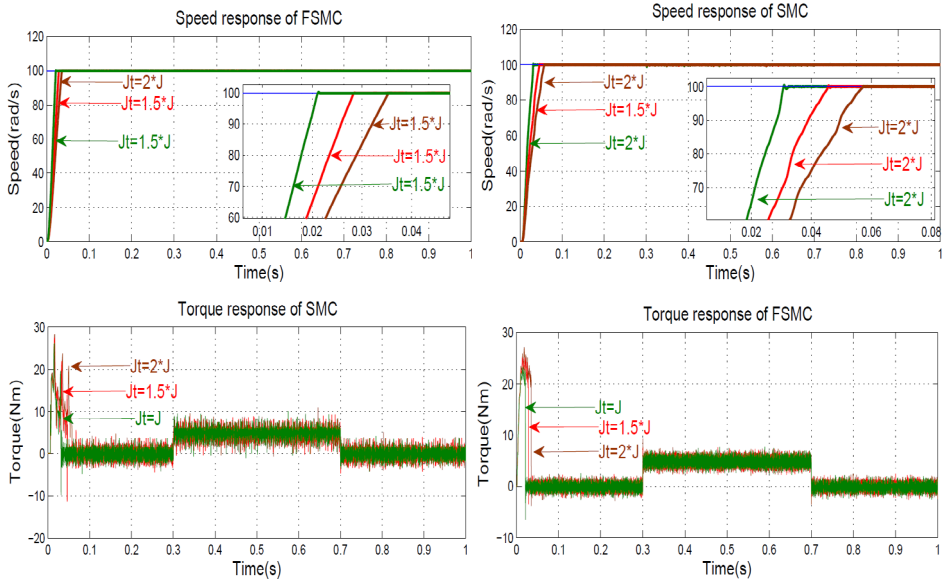 Speed response of FSMC
120
100
80
60
40
20
0
Speed(rad/s)
Jt=2*J
Jt=1.5*J
Jt=1.5*J
100
90
80
70
60
0.01 0.02 0.03 0.04
Jt=1.5*J
Jt=1.5*J
Jt=1.5*J
0 0.1 0.2 0.3 0.4 0.5 0.6 0.7 0.8 0.9 1
Time(s)
Speed response of SMC
120
100
80
60
40
20
0
Speed(rad/s)
Jt=2*J
Jt=1.5*J
Jt=2*J
100
90
80
70
0.02 0.04 0.06 0.08
Jt=2*J
Jt=2*J
Jt=2*J
0 0.1 0.2 0.3 0.4 0.5 0.6 0.7 0.8 0.9 1
Time(s)
Torque response of SMC
30
20
10
0
−10
20
Torque(Nm)
Jt=2*J
Jt=1.5*J
Jt=J
0 0.1 0.2 0.3 0.4 0.5 0.6 0.7 0.8 0.9 1
Time(s)
Torque response of FSMC
30
20
10
0
−10
Torque(Nm)
Jt=J
Jt=1.5*J
Jt=2*J
0 0.1 0.2 0.3 0.4 0.5 0.6 0.7 0.8 0.9 1
Time(s)